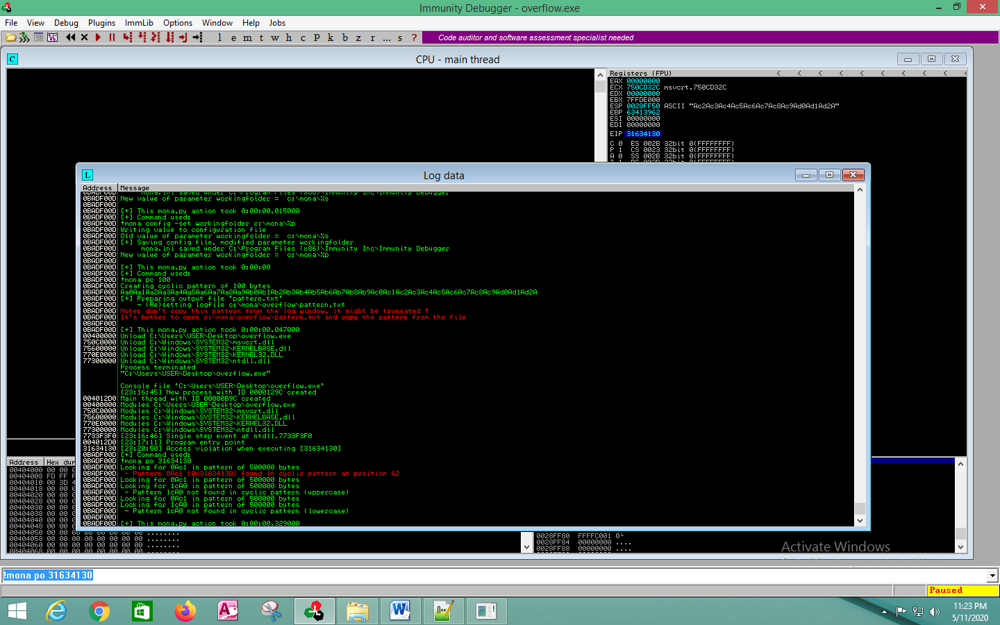 Immunity Debugger - overflow.exe
File View Debug Plugins ImmLib Options Window Help Jobs
l e m t w h c P k b z r ... s ?
Code auditor and software assessment specialist needed
CPU - main thread
Registers (FPU) < < < < < < < < < <
EAX 00000000
ECX 750CD32C msvcrt.750CD32C
EDX 00000000
EBX 7FFDE000
ESP 0028FF50 ASCII "Ac2Ac3Ac4Ac5Ac6Ac7Ac8Ac9Ad0Ad1Ad2A"
EBP 63413962
ESI 00000000
EDI 00000000
EIP 31634130
C 0 ES 002B 32bit 0(FFFFFFFF)
P 1 CS 0023 32bit 0(FFFFFFFF)
A 0 SS 002B 32bit 0(FFFFFFFF)
Log data
Address Message
0BADF00D mona.ini saved under C:\Program Files (x86)\Immunity Inc\Immunity Debugger
0BADF00D New value of parameter workingfolder = c:\mona\%s
0BADF00D
0BADF00D [+] This mona.py action took 0:00:00.015000
0BADF00D [+] Command used:
0BADF00D !mona config -set workingfolder c:\mona\%p
0BADF00D Writing value to configuration file
0BADF00D Old value of parameter workingfolder = c:\mona\%s
0BADF00D [+] Saving config file, modified parameter workingfolder
0BADF00D mona.ini saved under C:\Program Files (x86)\Immunity Inc\Immunity Debugger
0BADF00D New value of parameter workingfolder = c:\mona\%p
0BADF00D
0BADF00D [+] This mona.py action took 0:00:00
0BADF00D [+] Command used:
0BADF00D !mona pc 100
0BADF00D Creating cyclic pattern of 100 bytes
0BADF00D Aa0Aa1Aa2Aa3Aa4Aa5Aa6Aa7Aa8Aa9Ab0Ab1Ab2Ab3Ab4Ab5Ab6Ab7Ab8Ab9Ac0Ac1Ac2Ac3Ac4Ac5Ac6Ac7Ac8Ac9Ad0Ad1Ad2A
0BADF00D [+] Preparing output file 'pattern.txt'
0BADF00D - (Re)setting logfile c:\mona\overflow\pattern.txt
0BADF00D Note: don't copy this pattern from the log window, it might be truncated !
0BADF00D It's better to open c:\mona\overflow\pattern.txt and copy the pattern from the file
0BADF00D
0BADF00D [+] This mona.py action took 0:00:00.047000
00400000 Unload C:\Users\USER\Desktop\overflow.exe
750C0000 Unload C:\Windows\SYSTEM32\msvcrt.dll
75600000 Unload C:\Windows\SYSTEM32\KERNELBASE.dll
770E0000 Unload C:\Windows\SYSTEM32\KERNEL32.DLL
77300000 Unload C:\Windows\SYSTEM32\ntdll.dll
Process terminated
"C:\Users\USER\Desktop\overflow.exe"
Console file 'C:\Users\USER\Desktop\overflow.exe'
[23:16:45] New process with ID 0000129C created
004012D0 Main thread with ID 00000B9C created
00400000 Modules C:\Users\USER\Desktop\overflow.exe
750C0000 Modules C:\Windows\SYSTEM32\msvcrt.dll
75600000 Modules C:\Windows\SYSTEM32\KERNELBASE.dll
770E0000 Modules C:\Windows\SYSTEM32\KERNEL32.DLL
77300000 Modules C:\Windows\SYSTEM32\ntdll.dll
7733F3F0 [23:16:46] Single step event at ntdll.7733F3F0
004012D0 [23:17:11] Program entry point
31634130 [23:20:50] Access violation when executing [31634130]
0BADF00D [+] Command used:
0BADF00D !mona po 31634130
0BADF00D Looking for 0Ac1 in pattern of 500000 bytes
0BADF00D - Pattern 0Ac1 (0x31634130) found in cyclic pattern at position 62
0BADF00D Looking for 0Ac1 in pattern of 500000 bytes
0BADF00D Looking for 1cA0 in pattern of 500000 bytes
0BADF00D - Pattern 1cA0 not found in cyclic pattern (uppercase)
0BADF00D Looking for 0Ac1 in pattern of 500000 bytes
0BADF00D Looking for 1cA0 in pattern of 500000 bytes
0BADF00D - Pattern 1cA0 not found in cyclic pattern (lowercase)
0BADF00D
0BADF00D [+] This mona.py action took 0:00:00.329000
Address Hex dum
00404000 00 00 0
00404008 FD FF F
00404010 00 3D 4
00404018 00 00 0
00404020 00 00 0
00404028 00 00 0
00404030 00 00 0
00404038 00 00 0
00404040 00 00 0
00404048 00 00 0
00404050 00 00 00 00 00 00 00 00 ........
00404058 00 00 00 00 00 00 00 00 ........
00404060 00 00 00 00 00 00 00 00 ........
0028FF80 FFFFC001
0028FF84 00000000 ....
0028FF88 00000000 ....
Activate Windows
!mona po 31634130
Paused
11:23 PM
5/11/2020